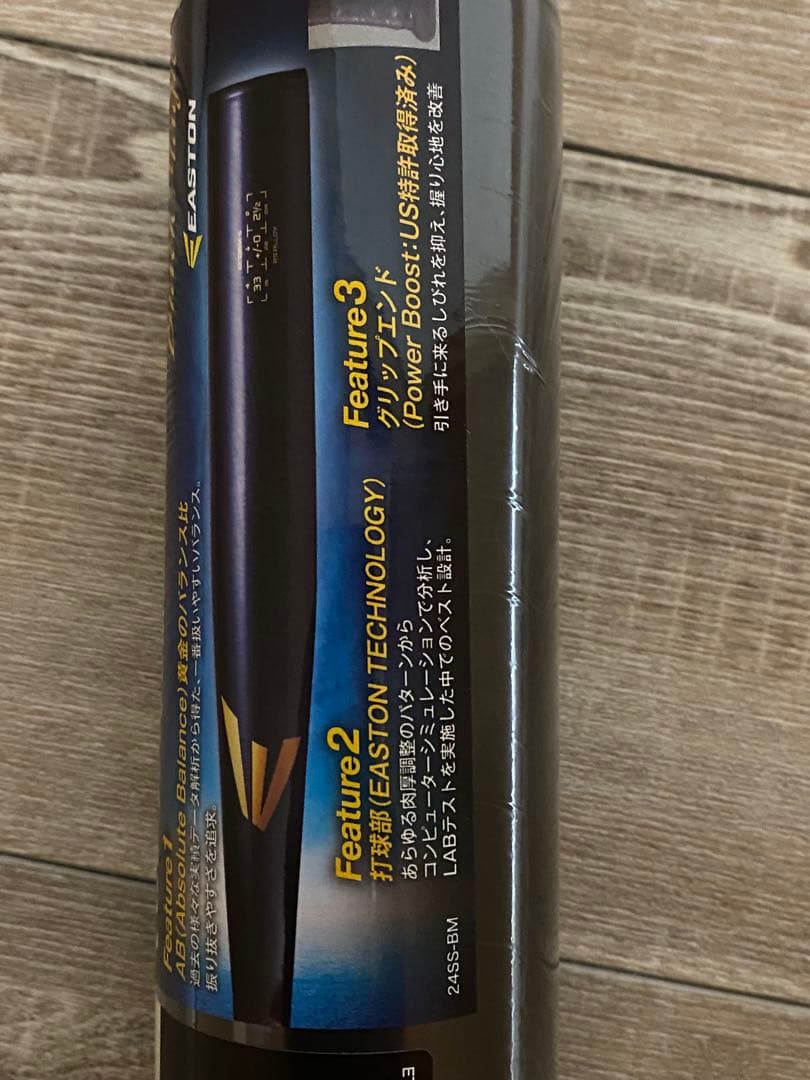 EASTON
Feature1
AB(Absolute Balance)黄金のバランス比
過去の様々な実績データ解析から得た、一番扱いやすいバランス。
振り抜きやすさを追求。
33 +/-0 2½
Feature2
打球部(EASTON TECHNOLOGY)
あらゆる肉厚調整のパターンから
コンピューターシミュレーションで分析し、
LABテストを実施した中でのベスト設計。
Feature3
グリップエンド
(Power Boost:US特許取得済み)
引き手に来るしびれを抑え、握り心地を改善
24SS-BM